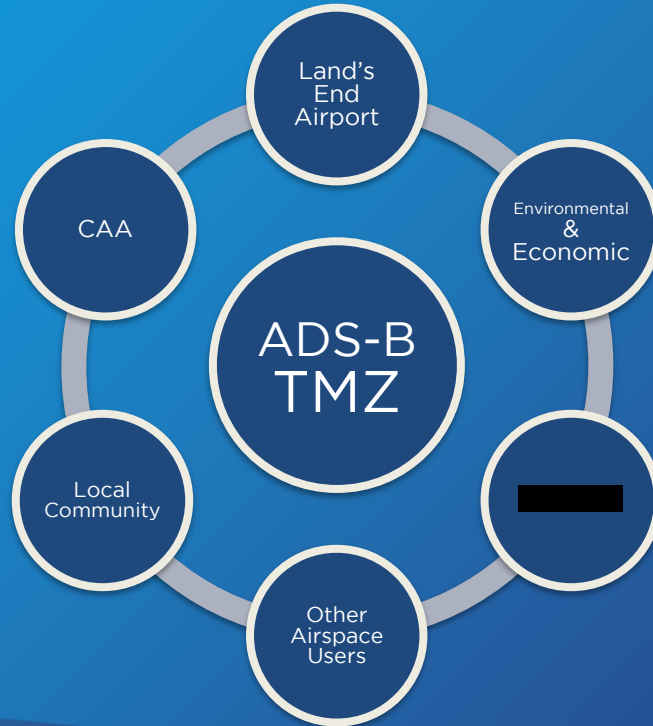 Land's
End
Airport
CAA
Environmental
&
Economic
ADS-B
TMZ
Local
Community
Other
Airspace
Users